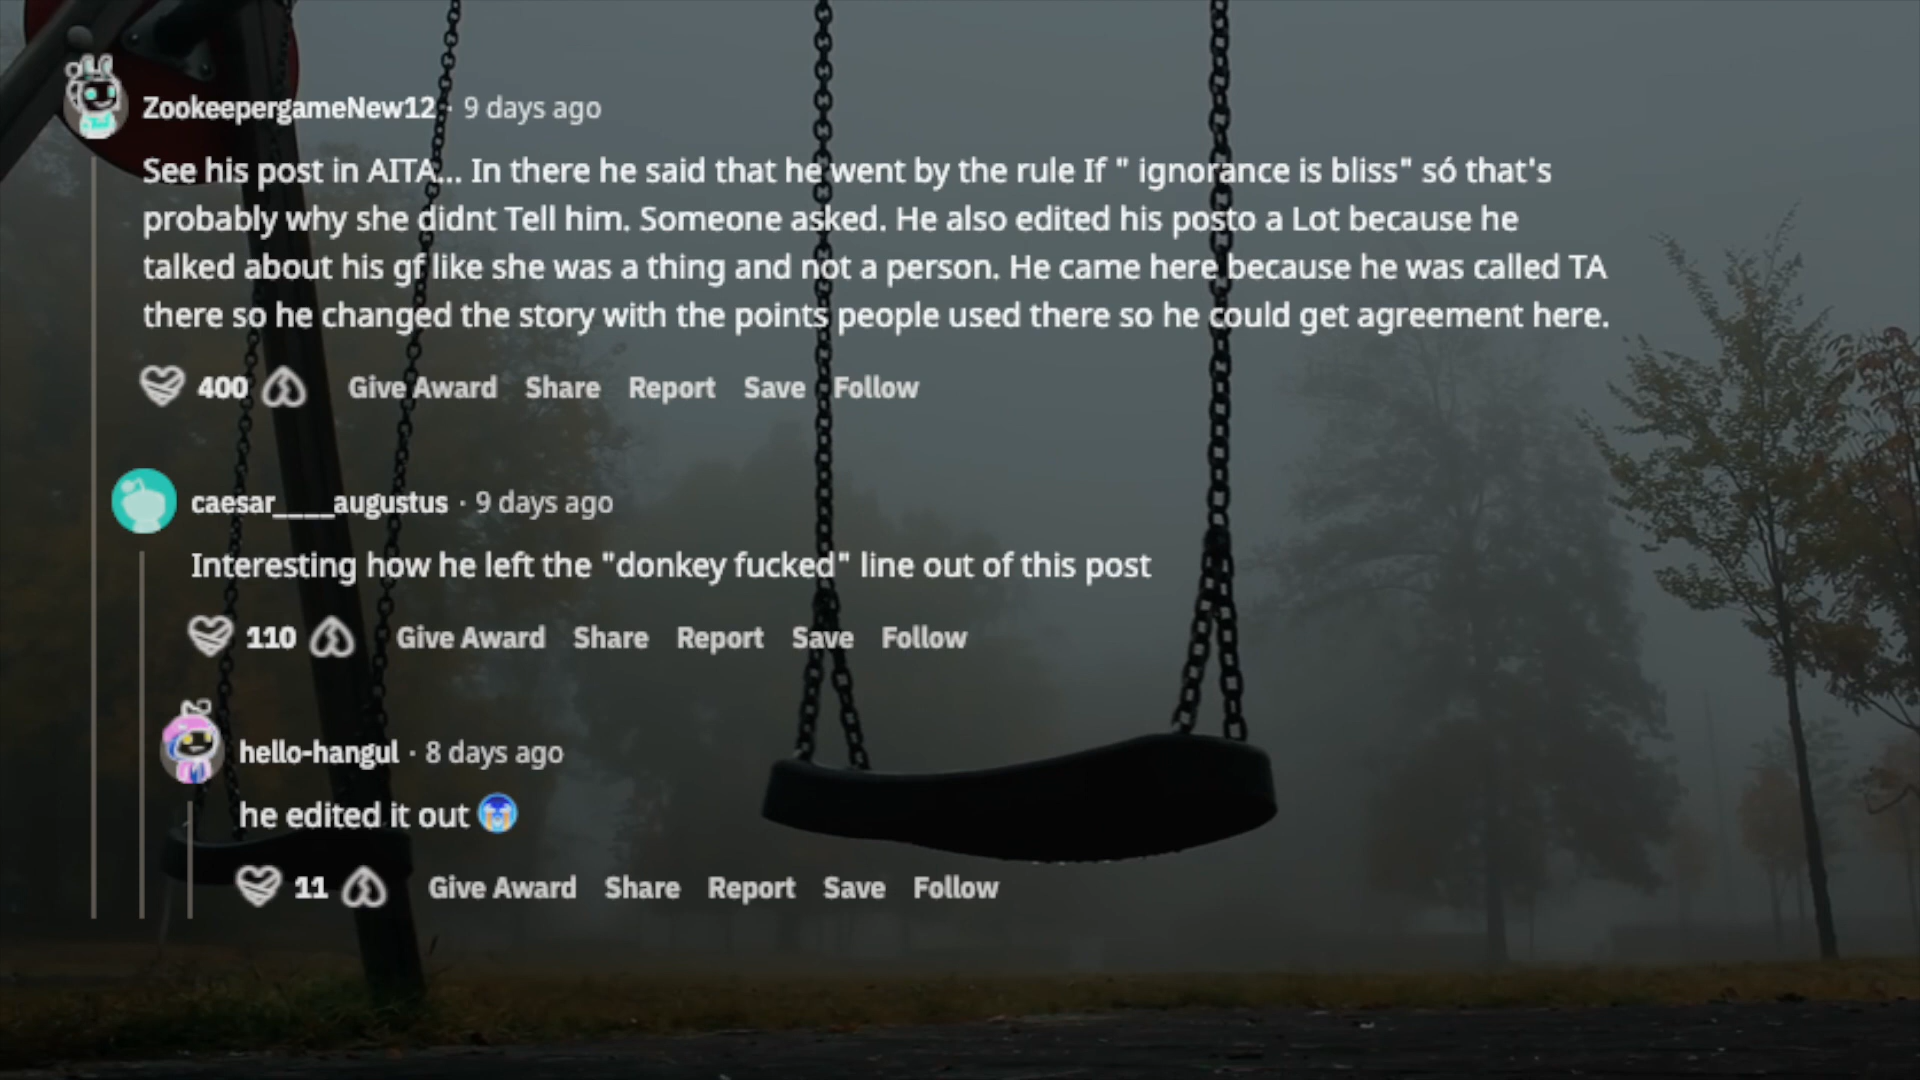 ZookeepergameNew12 · 9 days ago
See his post in AITA... In there he said that he went by the rule If " ignorance is bliss" só that's
probably why she didnt Tell him. Someone asked. He also edited his posto a Lot because he
talked about his gf like she was a thing and not a person. He came here because he was called TA
there so he changed the story with the points people used there so he could get agreement here.
400 Give Award Share Report Save Follow
caesar____augustus · 9 days ago
Interesting how he left the "donkey fucked" line out of this post
110 Give Award Share Report Save Follow
hello-hangul · 8 days ago
he edited it out 😭
11 Give Award Share Report Save Follow